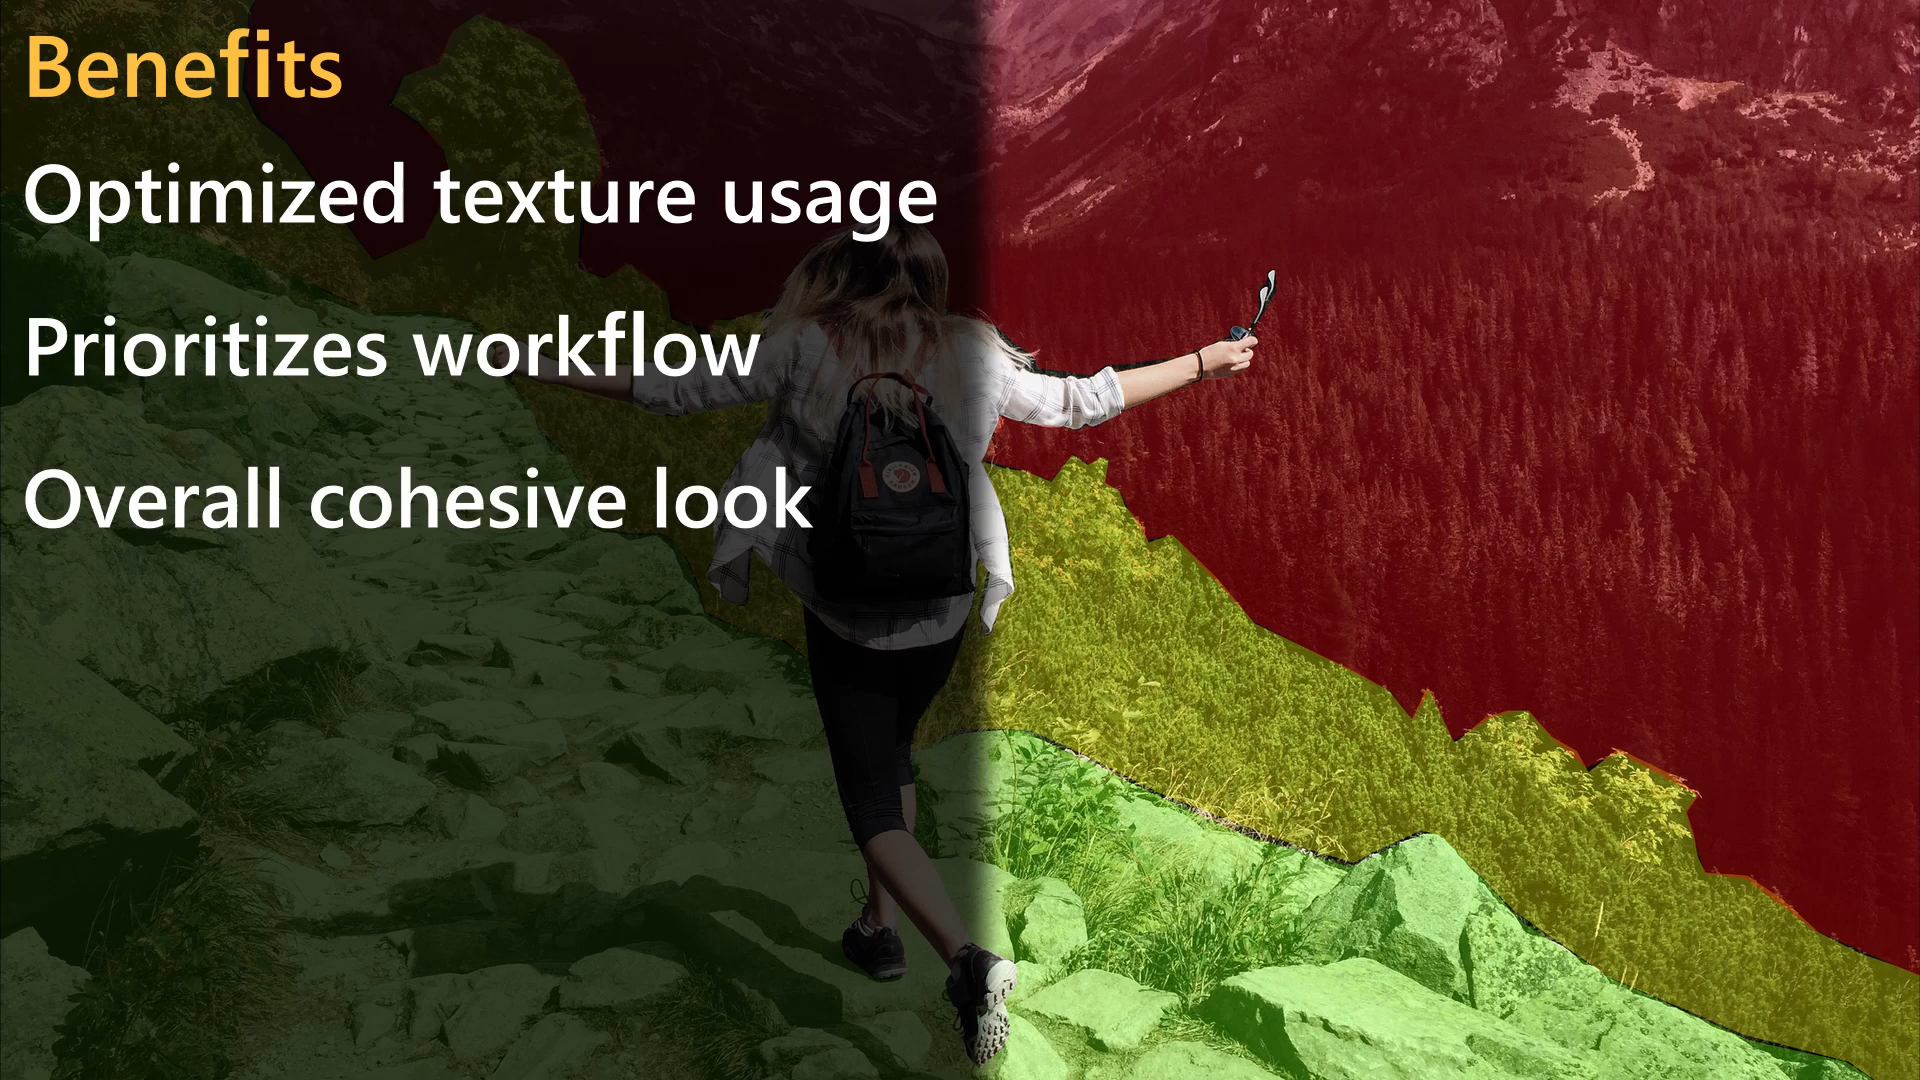 Benefits
Optimized texture usage
Prioritizes workflow
Overall cohesive look